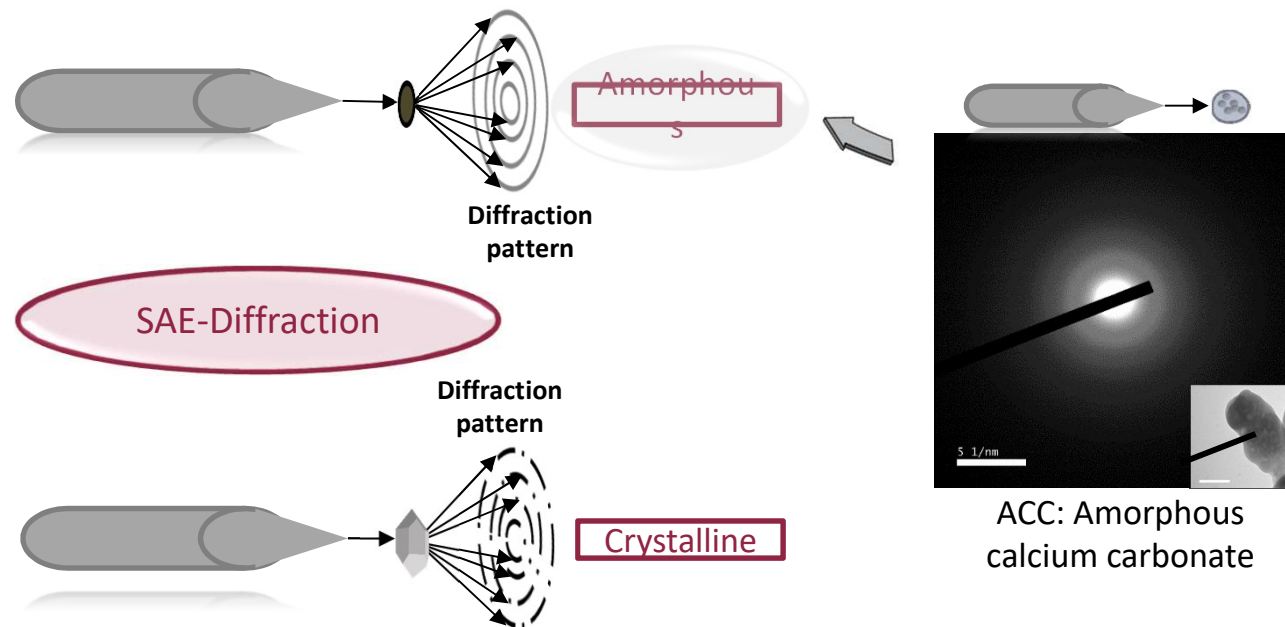 Amorphou
s
Diffraction
pattern
SAE-Diffraction
Diffraction
pattern
Crystalline
5 1/nm
ACC: Amorphous
calcium carbonate